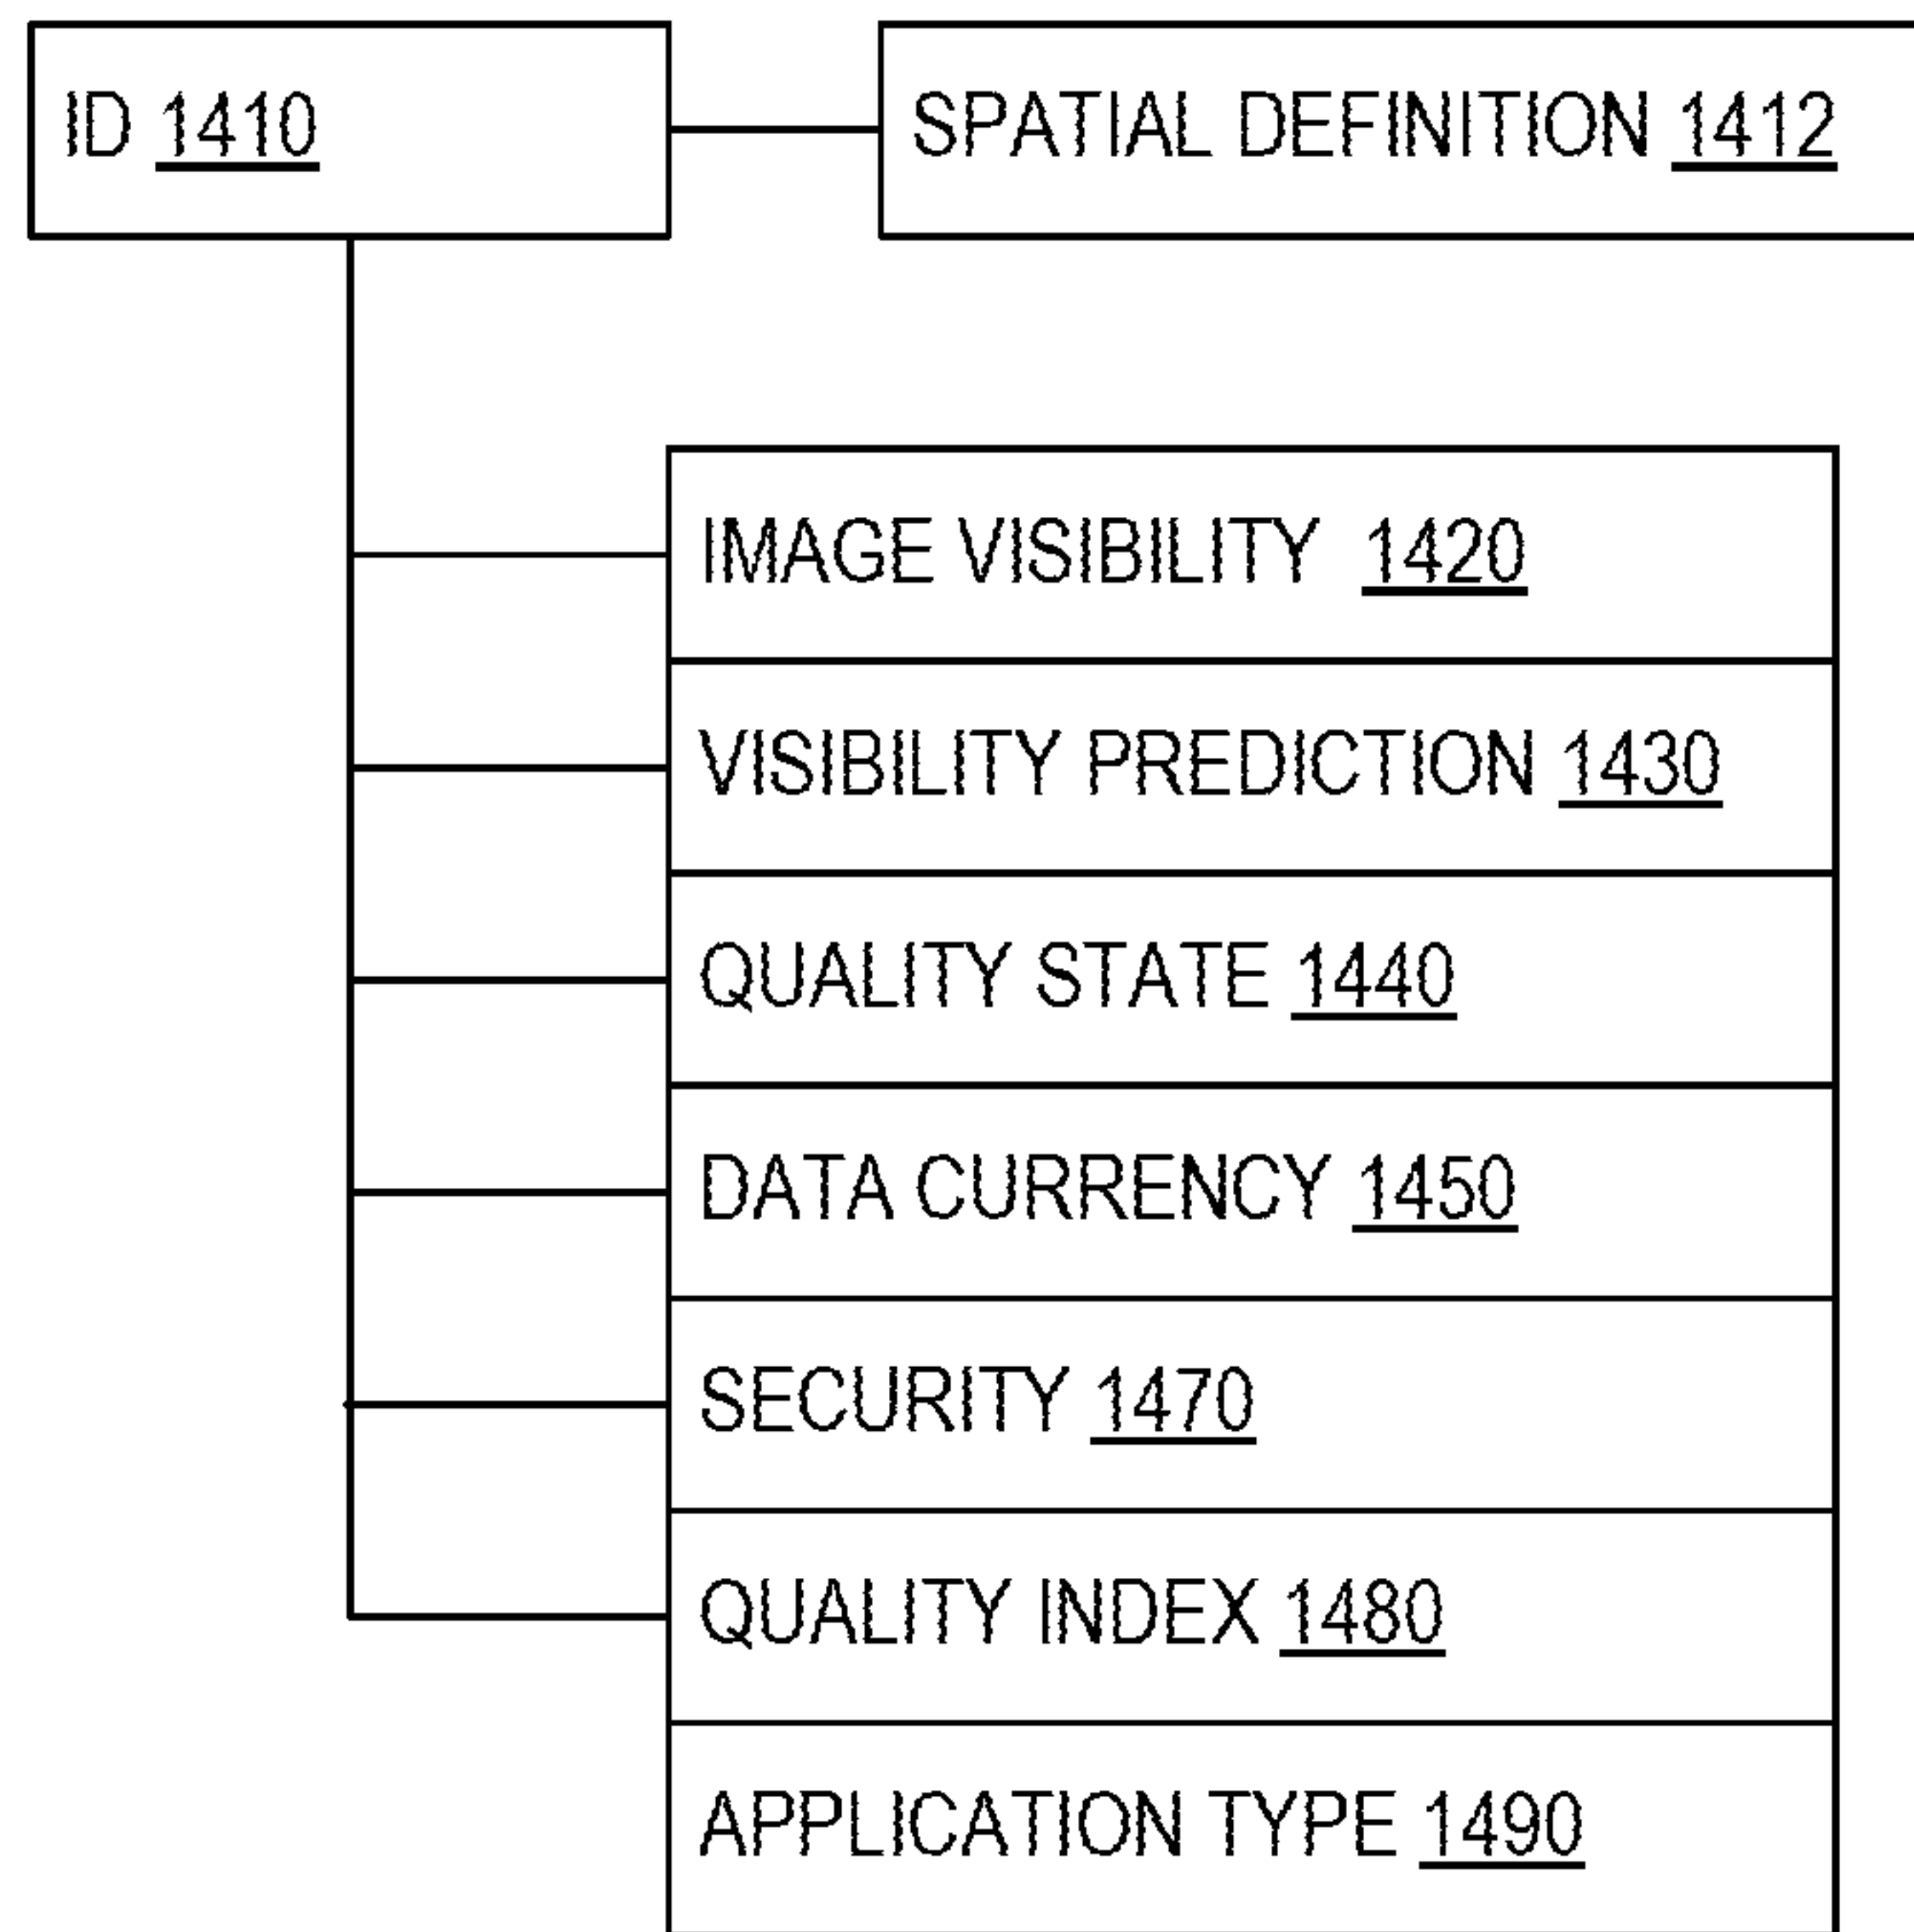 ID 1410
SPATIAL DEFINITION 1412
IMAGE VISIBILITY 1420
VISIBILITY PREDICTION 1430
QUALITY STATE 1440
DATA CURRENCY 1450
SECURITY 1470
QUALITY INDEX 1480
APPLICATION TYPE 1490